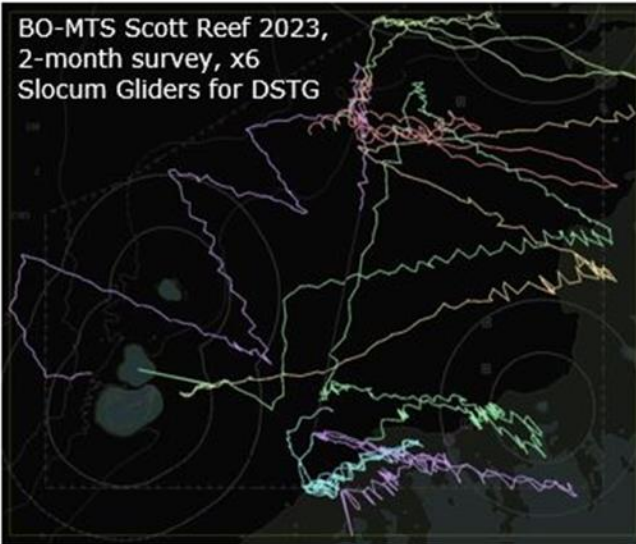 BO-MTS Scott Reef 2023,
2-month survey, x6
Slocum Gliders for DSTG